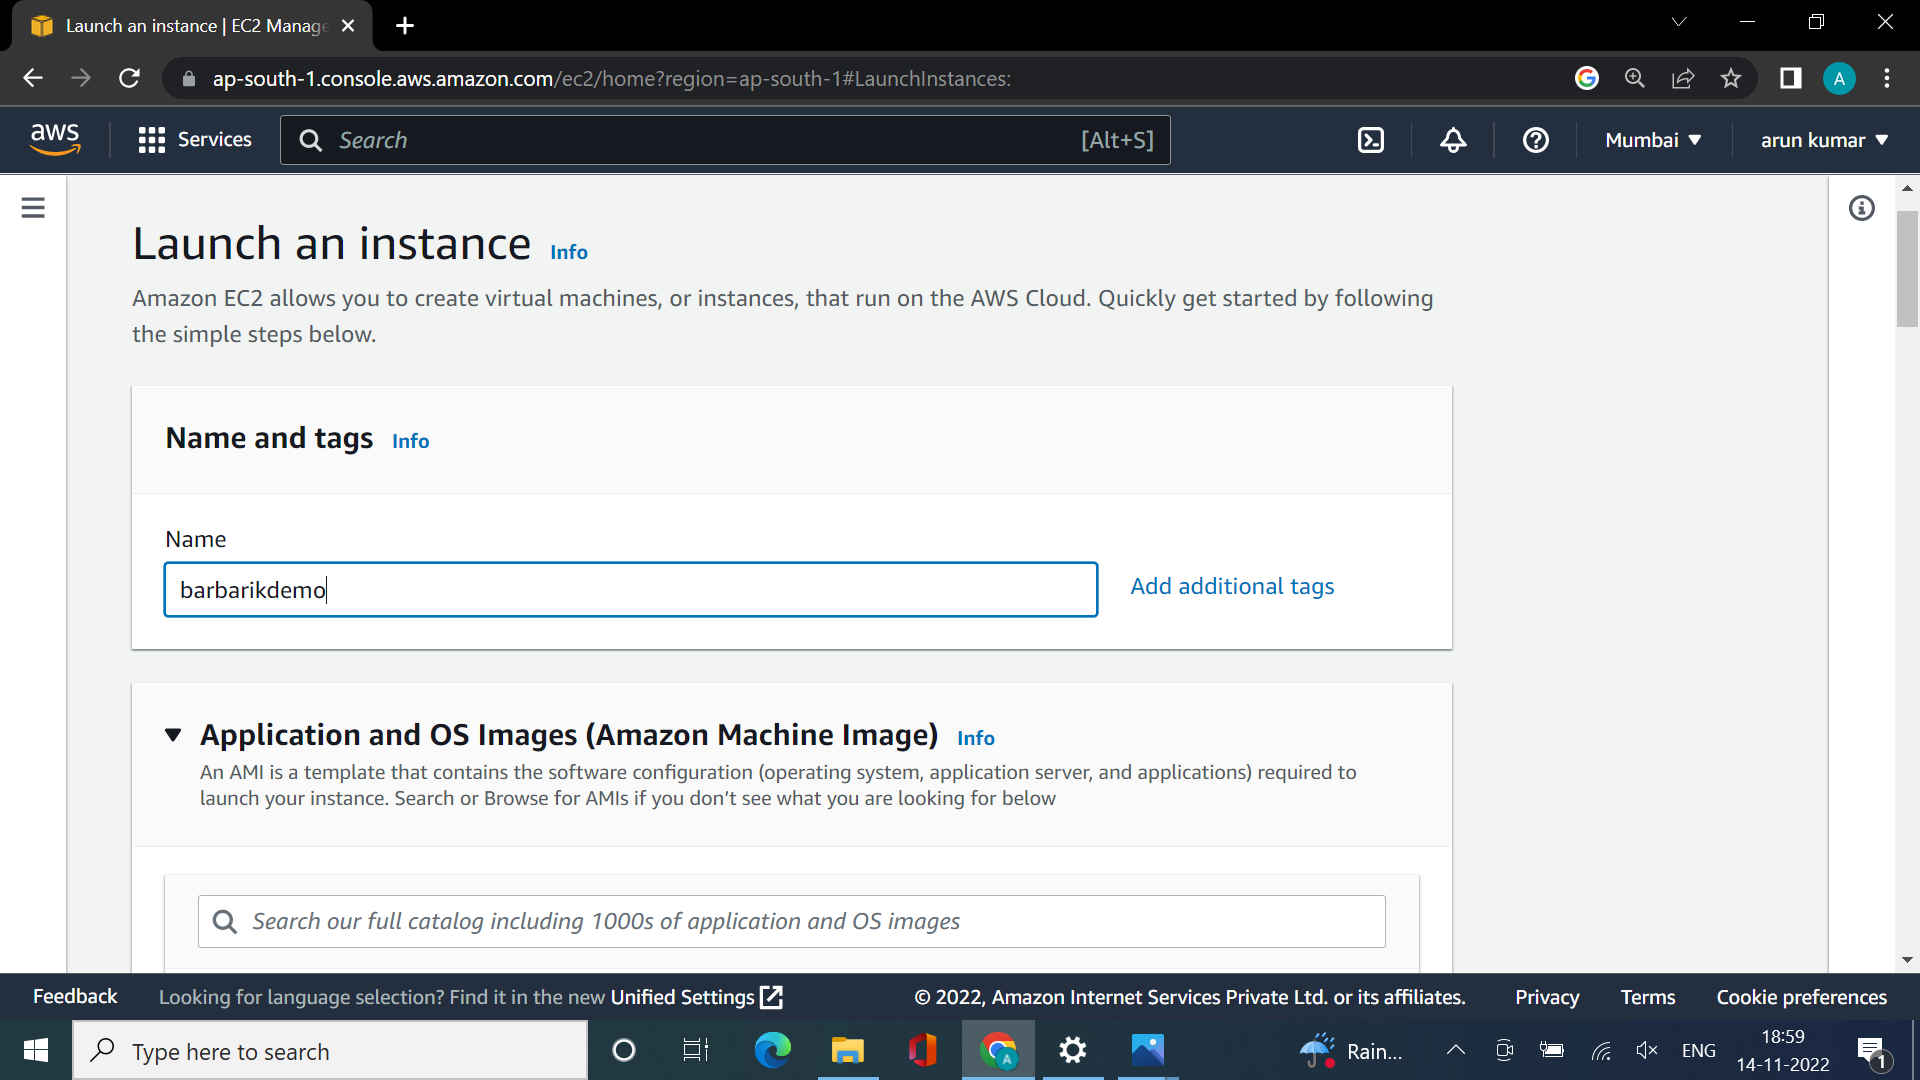 Launch an instance | EC2 Manage
ap-south-1.console.aws.amazon.com/ec2/home?region=ap-south-1#LaunchInstances:
A
aws
Services
Search
[Alt+S]
Mumbai
arun kumar
Launch an instance Info
Amazon EC2 allows you to create virtual machines, or instances, that run on the AWS Cloud. Quickly get started by following
the simple steps below.
Name and tags Info
Name
barbarikdemo
Add additional tags
Application and OS Images (Amazon Machine Image) Info
An AMI is a template that contains the software configuration (operating system, application server, and applications) required to
launch your instance. Search or Browse for AMIs if you don't see what you are looking for below
Search our full catalog including 1000s of application and OS images
Feedback
Looking for language selection? Find it in the new Unified Settings
© 2022, Amazon Internet Services Private Ltd. or its affiliates.
Privacy
Terms
Cookie preferences
Type here to search
A
Rain...
ENG
18:59
14-11-2022
1